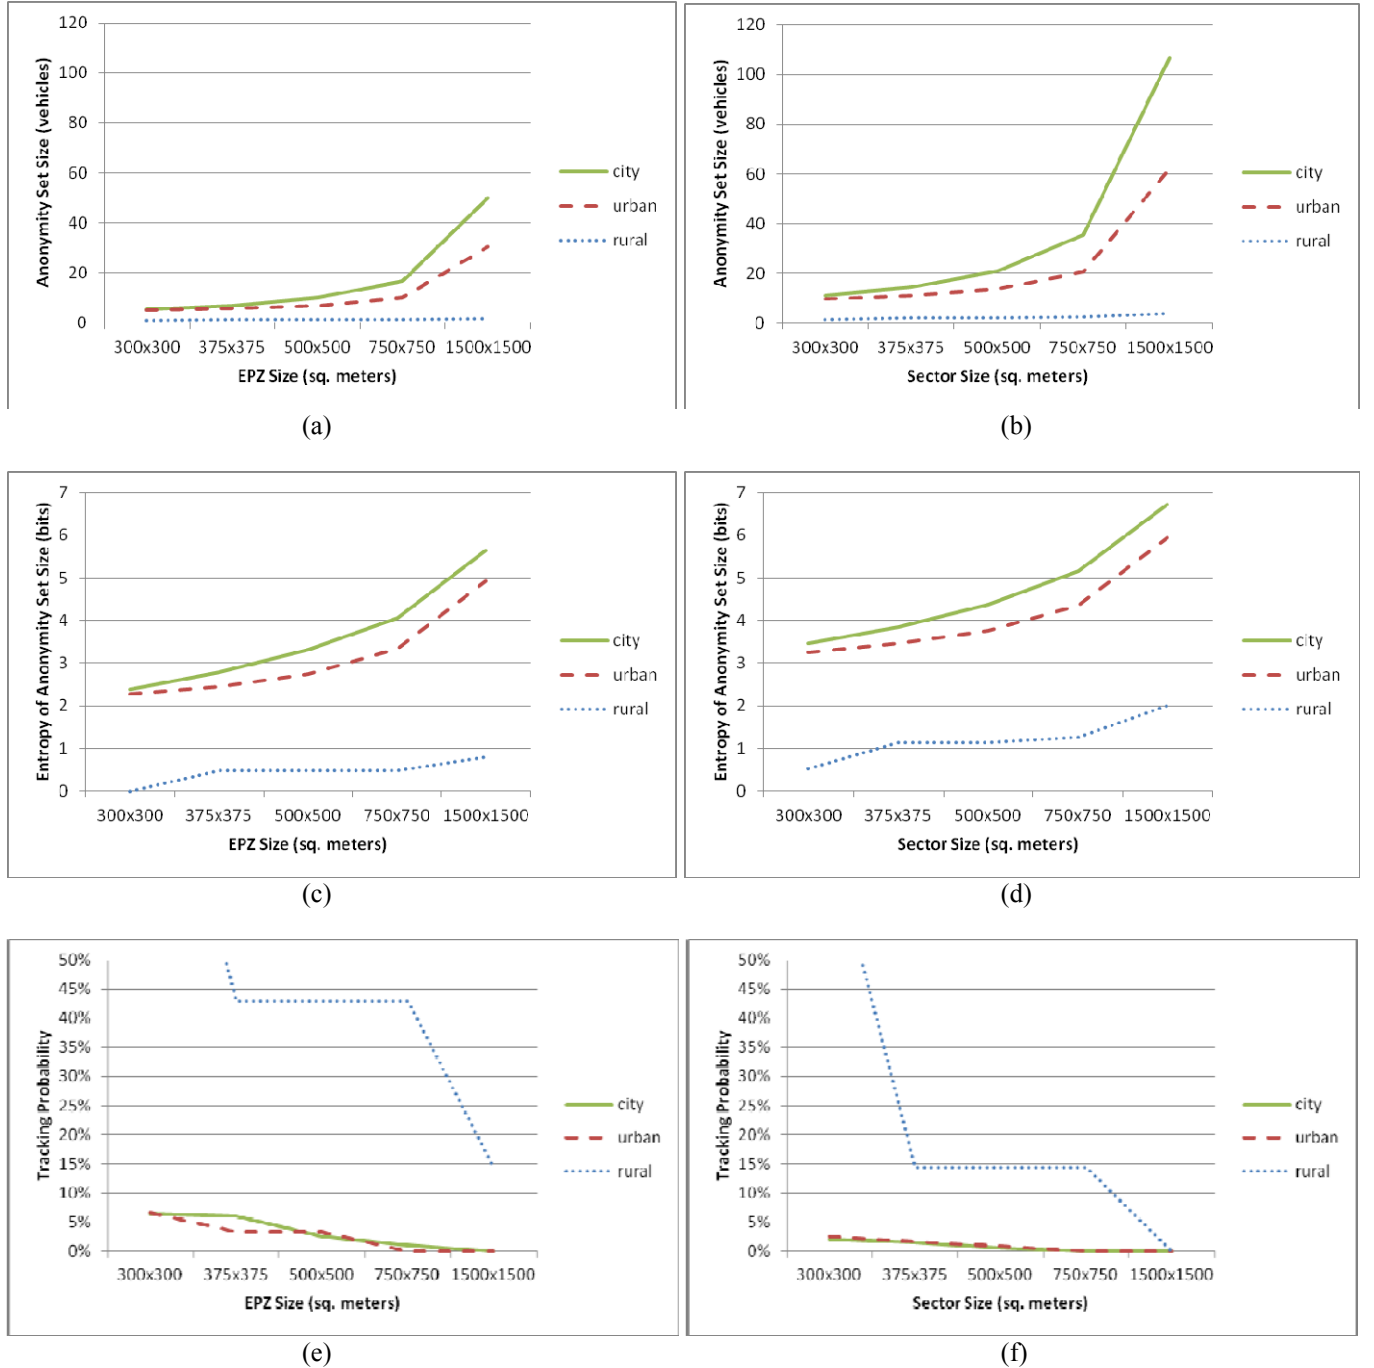 120
100
80
60
40
20
0
Anonymity Set Size (vehicles)
300x300 375x375 500x500 750x750 1500x1500
EPZ Size (sq. meters)
city
urban
rural
(a)
120
100
80
60
40
20
0
Anonymity Set Size (vehicles)
300x300 375x375 500x500 750x750 1500x1500
Sector Size (sq. meters)
city
urban
rural
(b)
7
6
5
4
3
2
1
0
Entropy of Anonymity Set Size (bits)
300x300 375x375 500x500 750x750 1500x1500
EPZ Size (sq. meters)
city
urban
rural
(c)
7
6
5
4
3
2
1
0
Entropy of Anonymity Set Size (bits)
300x300 375x375 500x500 750x750 1500x1500
Sector Size (sq. meters)
city
urban
rural
(d)
50%
45%
40%
35%
30%
25%
20%
15%
10%
5%
0%
Tracking Probability
300x300 375x375 500x500 750x750 1500x1500
EPZ Size (sq. meters)
city
urban
rural
(e)
50%
45%
40%
35%
30%
25%
20%
15%
10%
5%
0%
Tracking Probability
300x300 375x375 500x500 750x750 1500x1500
Sector Size (sq. meters)
city
urban
rural
(f)